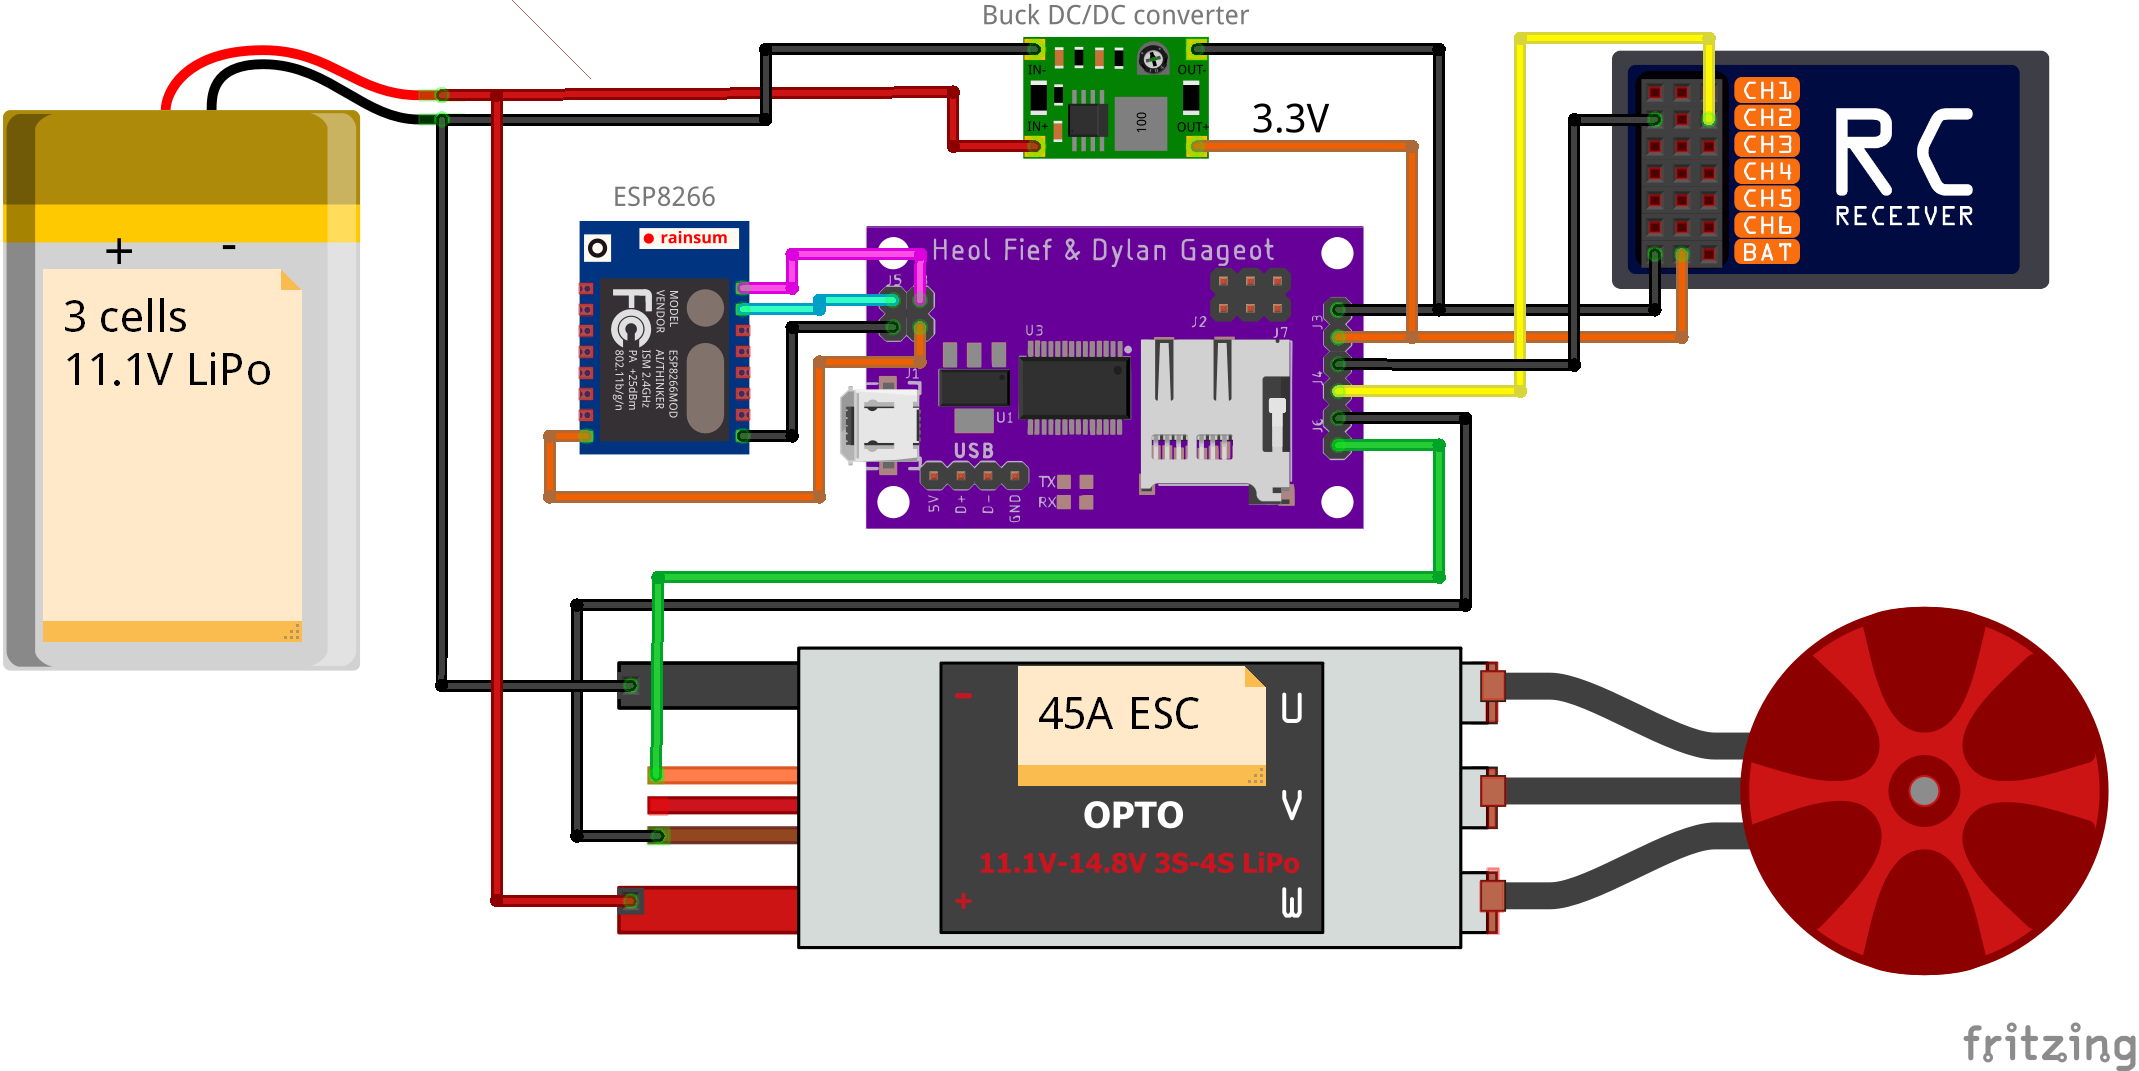 Buck DC/DC converter
IN-
OUT-
100
IN+
OUT+
3.3V
CH1
CH2
CH3
CH4
CH5
CH6
BAT
RC
RECEIVER
+ -
3 cells
11.1V LiPo
ESP8266
rainsum
FC
MODEL
VENDOR
ESP8266MOD
AI/THINKER
ISM 2.4GHz
PA +25dBm
802.11b/g/n
Heol Fief & Dylan Gageot
J5
J2
J7
J3
J4
J6
U3
J1
U1
USB
5V
D+
D-
GND
TX
RX
-
45A ESC
OPTO
11.1V-14.8V 3S-4S LiPo
+
U
V
W
fritzing